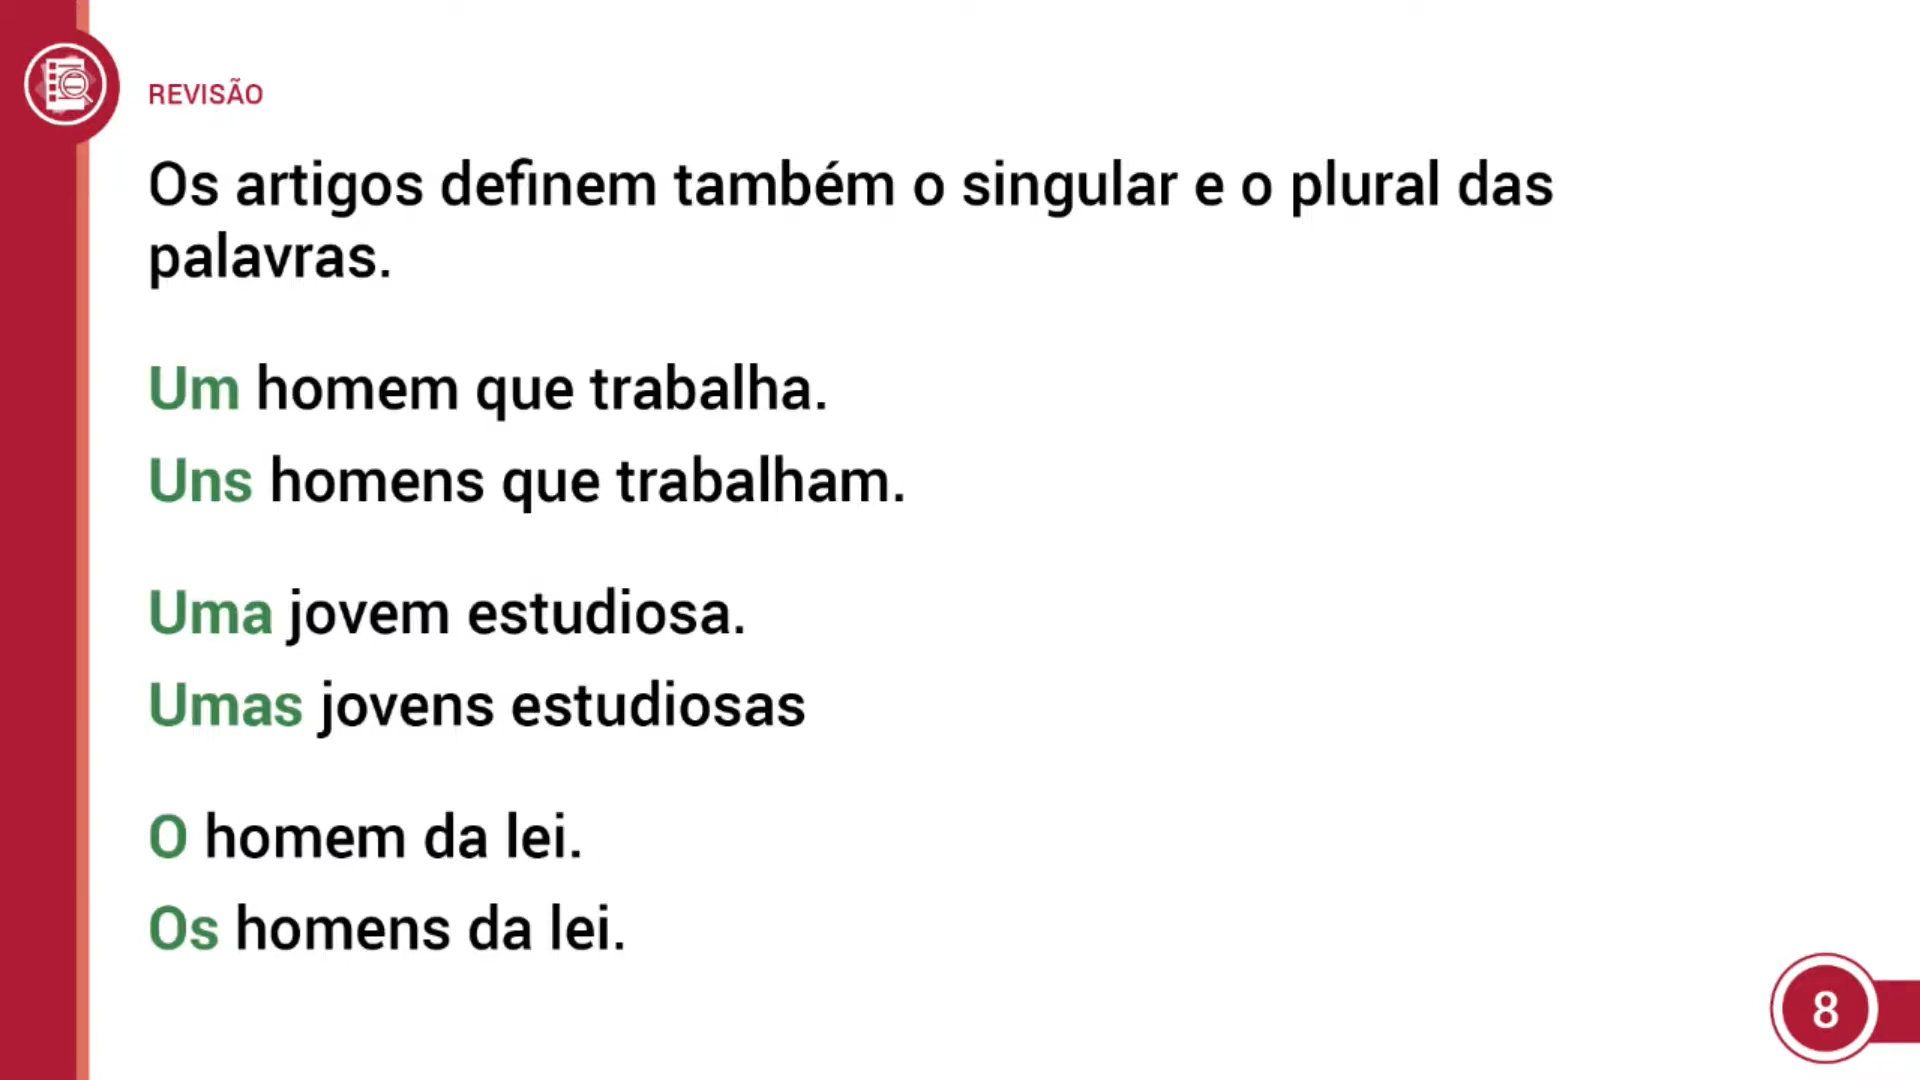 REVISÃO
Os artigos definem também o singular e o plural das
palavras.
Um homem que trabalha.
Uns homens que trabalham.
Uma jovem estudiosa.
Umas jovens estudiosas
O homem da lei.
Os homens da lei.
8